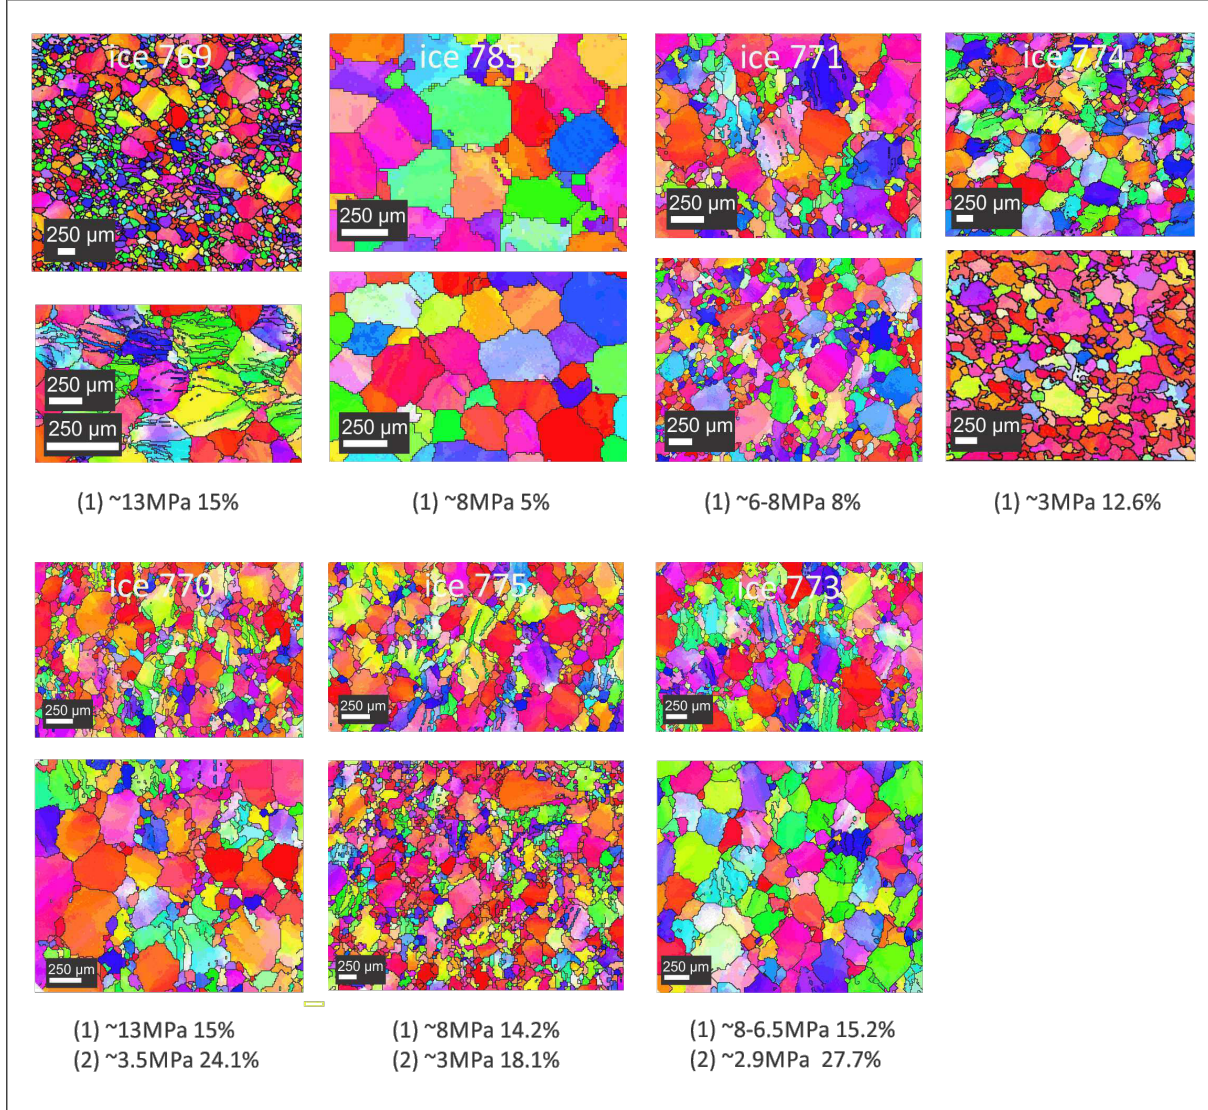 ice 769
ice 785
ice 771
ice 774
250 µm
250 µm
250 µm
250 µm
250 µm
250 µm
250 µm
250 µm
250 µm
(1) ~13MPa 15%
(1) ~8MPa 5%
(1) ~6-8MPa 8%
(1) ~3MPa 12.6%
ice 770
ice 775
ice 773
250 µm
250 µm
250 µm
250 µm
250 µm
250 µm
(1) ~13MPa 15%
(2) ~3.5MPa 24.1%
(1) ~8MPa 14.2%
(2) ~3MPa 18.1%
(1) ~8-6.5MPa 15.2%
(2) ~2.9MPa 27.7%